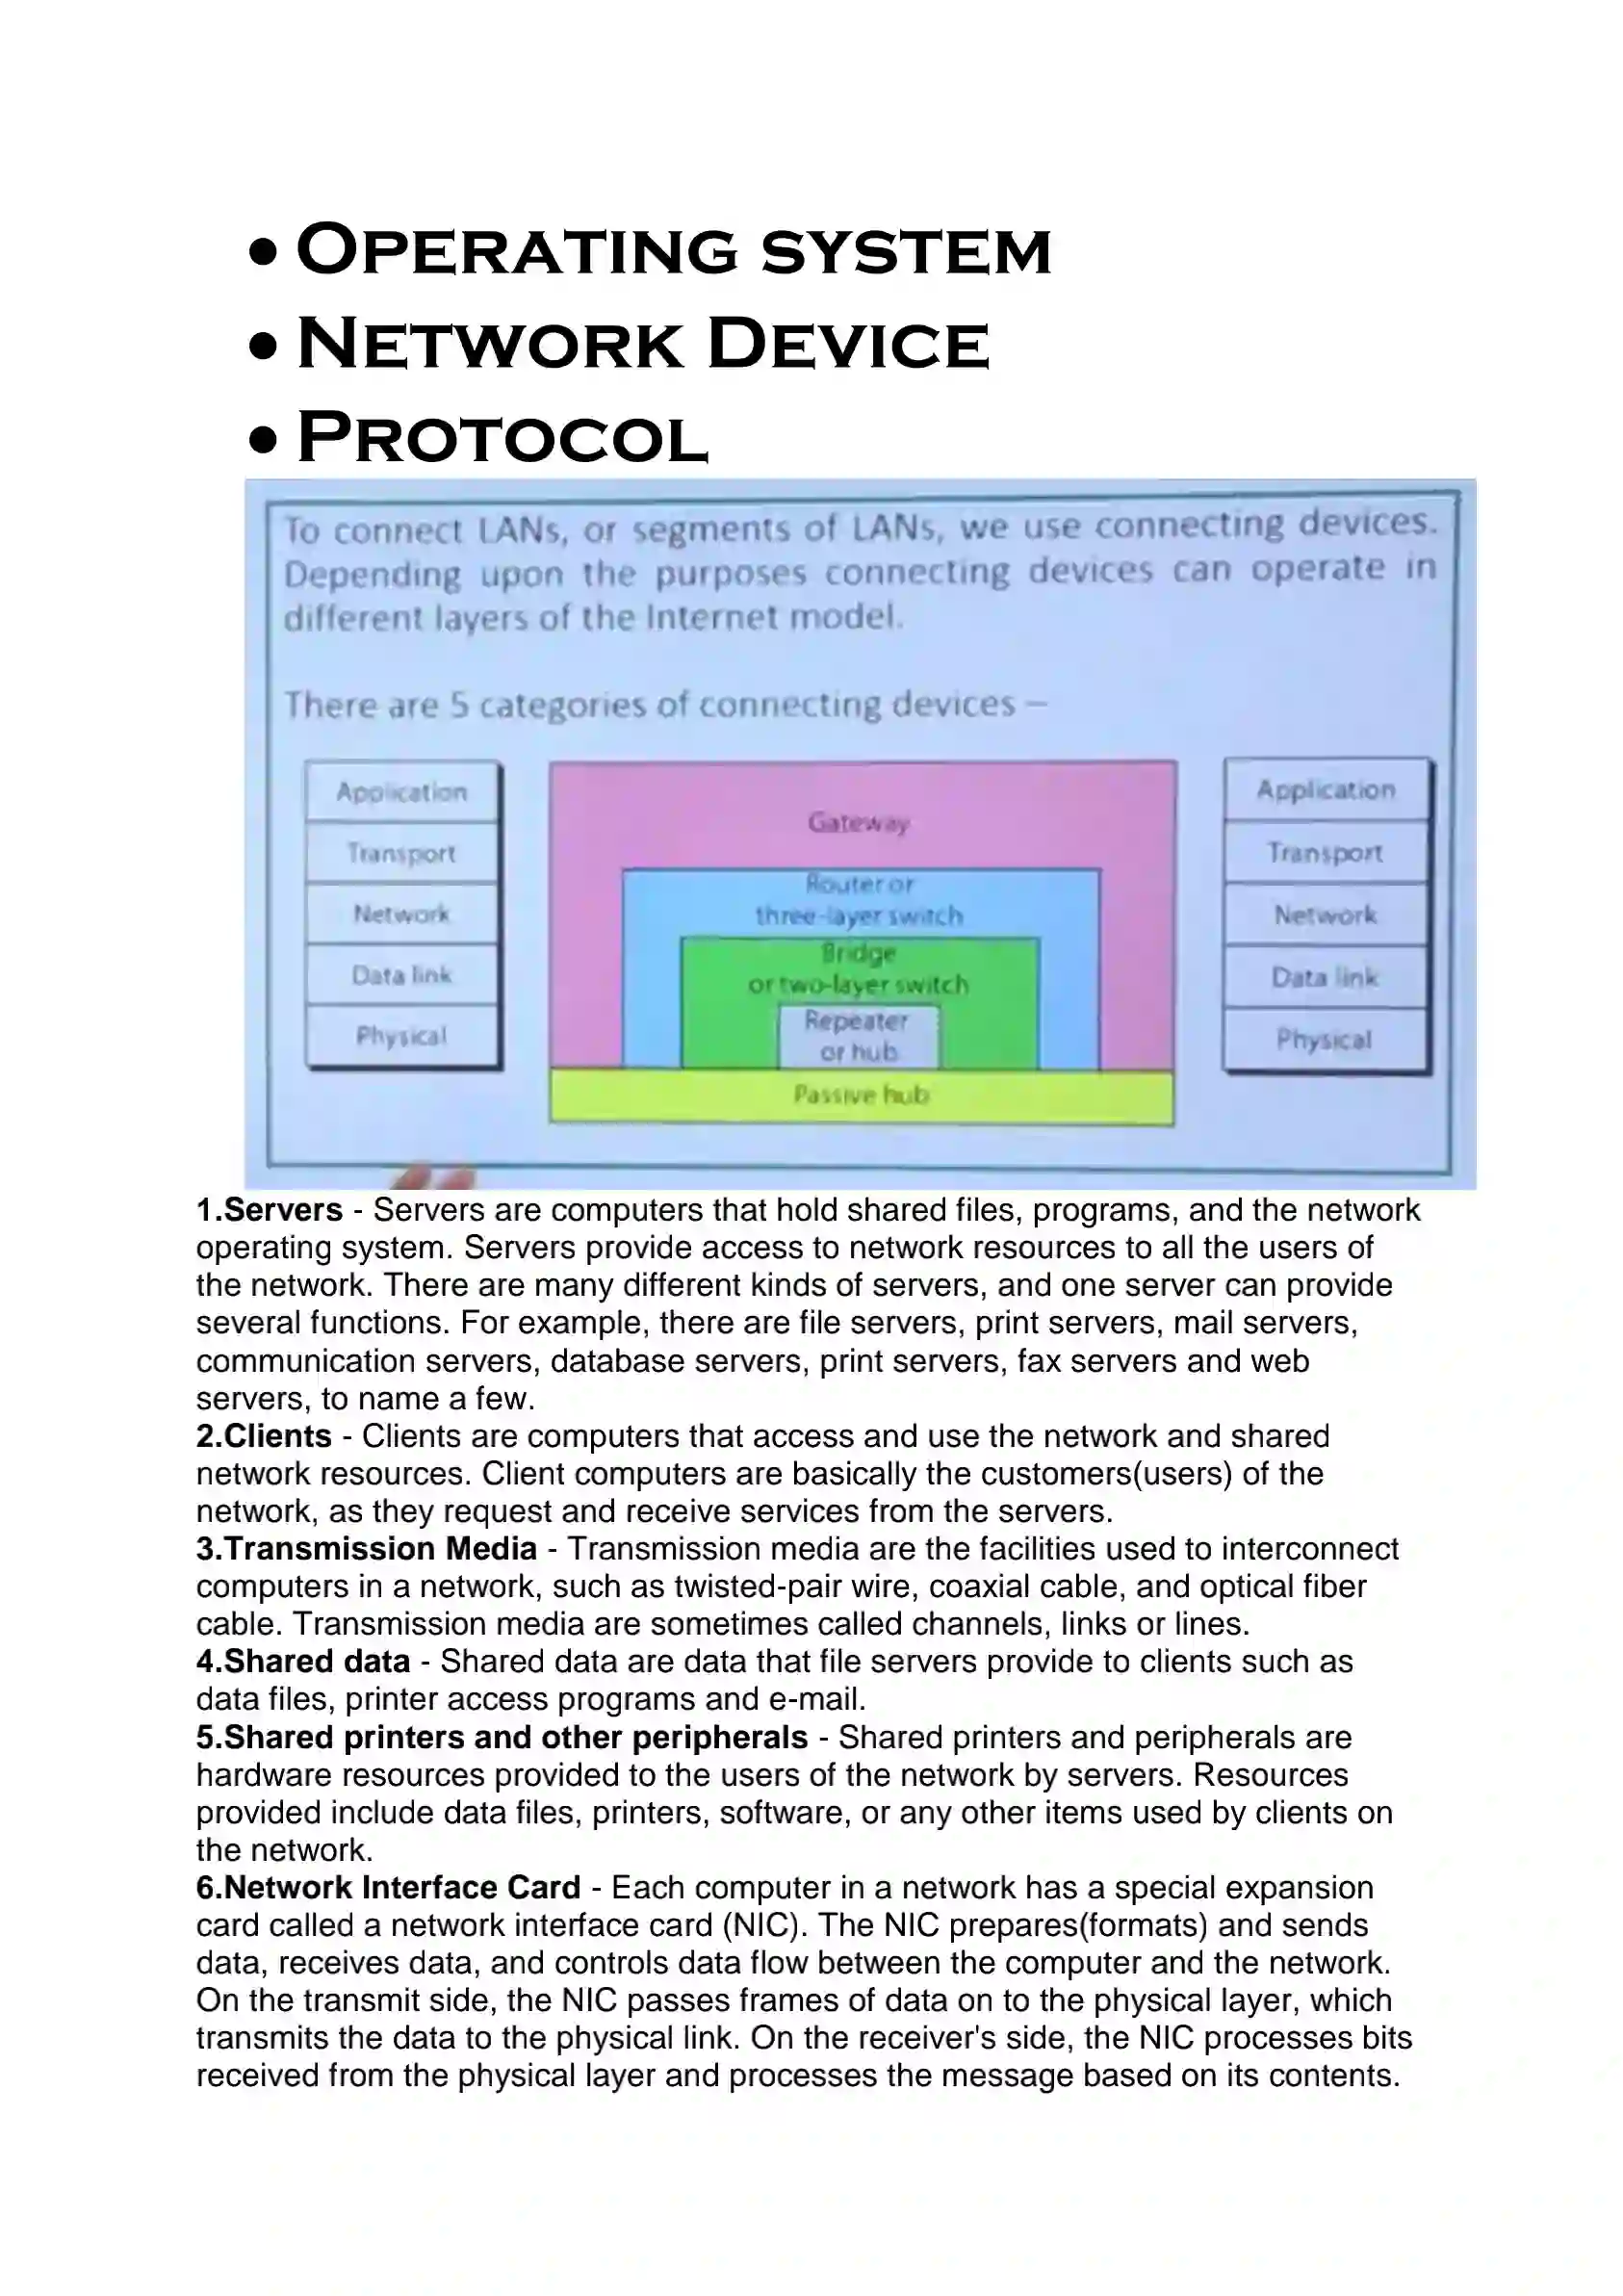 • OPERATING SYSTEM
• NETWORK DEVICE
• PROTOCOL
To connect LANs, or segments of LANs, we use connecting devices.
Depending upon the purposes connecting devices can operate in
different layers of the Internet model.
There are 5 categories of connecting devices –
Application
Transport
Network
Data link
Physical
Gateway
Router or
three-layer switch
Bridge
or two-layer switch
Repeater
or hub
Passive hub
Application
Transport
Network
Data link
Physical
1.Servers - Servers are computers that hold shared files, programs, and the network
operating system. Servers provide access to network resources to all the users of
the network. There are many different kinds of servers, and one server can provide
several functions. For example, there are file servers, print servers, mail servers,
communication servers, database servers, print servers, fax servers and web
servers, to name a few.
2.Clients - Clients are computers that access and use the network and shared
network resources. Client computers are basically the customers(users) of the
network, as they request and receive services from the servers.
3.Transmission Media - Transmission media are the facilities used to interconnect
computers in a network, such as twisted-pair wire, coaxial cable, and optical fiber
cable. Transmission media are sometimes called channels, links or lines.
4.Shared data - Shared data are data that file servers provide to clients such as
data files, printer access programs and e-mail.
5.Shared printers and other peripherals - Shared printers and peripherals are
hardware resources provided to the users of the network by servers. Resources
provided include data files, printers, software, or any other items used by clients on
the network.
6.Network Interface Card - Each computer in a network has a special expansion
card called a network interface card (NIC). The NIC prepares(formats) and sends
data, receives data, and controls data flow between the computer and the network.
On the transmit side, the NIC passes frames of data on to the physical layer, which
transmits the data to the physical link. On the receiver's side, the NIC processes bits
received from the physical layer and processes the message based on its contents.